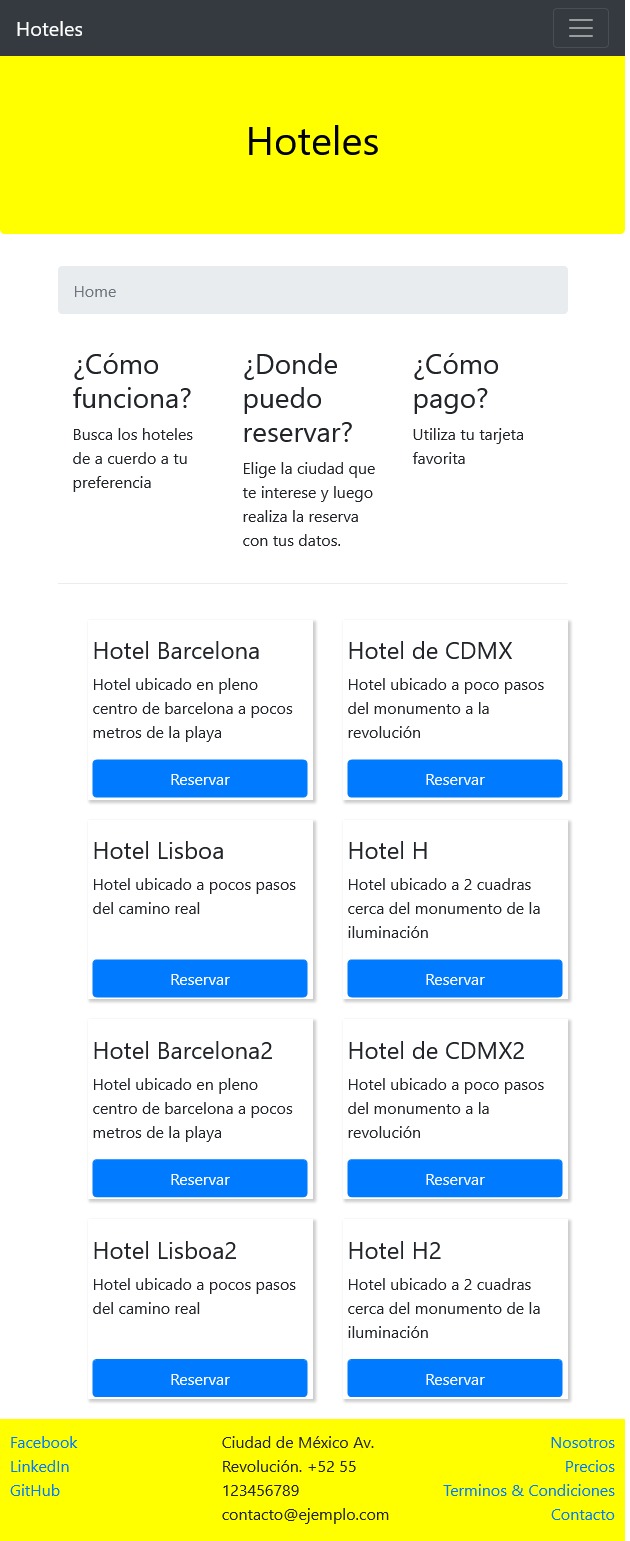 Hoteles
Hoteles
Home
¿Cómo
funciona?
Busca los hoteles
de a cuerdo a tu
preferencia
¿Donde
puedo
reservar?
Elige la ciudad que
te interese y luego
realiza la reserva
con tus datos.
¿Cómo
pago?
Utiliza tu tarjeta
favorita
Hotel Barcelona
Hotel ubicado en pleno
centro de barcelona a pocos
metros de la playa
Reservar
Hotel de CDMX
Hotel ubicado a poco pasos
del monumento a la
revolución
Reservar
Hotel Lisboa
Hotel ubicado a pocos pasos
del camino real
Reservar
Hotel H
Hotel ubicado a 2 cuadras
cerca del monumento de la
iluminación
Reservar
Hotel Barcelona2
Hotel ubicado en pleno
centro de barcelona a pocos
metros de la playa
Reservar
Hotel de CDMX2
Hotel ubicado a poco pasos
del monumento a la
revolución
Reservar
Hotel Lisboa2
Hotel ubicado a pocos pasos
del camino real
Reservar
Hotel H2
Hotel ubicado a 2 cuadras
cerca del monumento de la
iluminación
Reservar
Facebook
LinkedIn
GitHub
Ciudad de México Av.
Revolución. +52 55
123456789
contacto@ejemplo.com
Nosotros
Precios
Terminos & Condiciones
Contacto